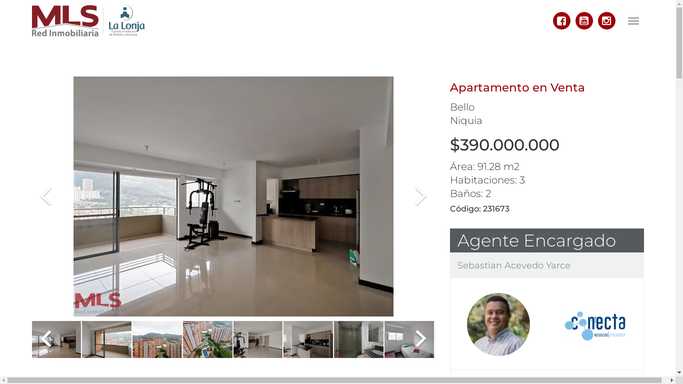 MLS
Red Inmobiliaria
La Lonja
Apartamento en Venta
Bello
Niquia
$390.000.000
Área: 91.28 m2
Habitaciones: 3
Baños: 2
Código: 231673
Agente Encargado
Sebastian Acevedo Yarce
conecta
MLS